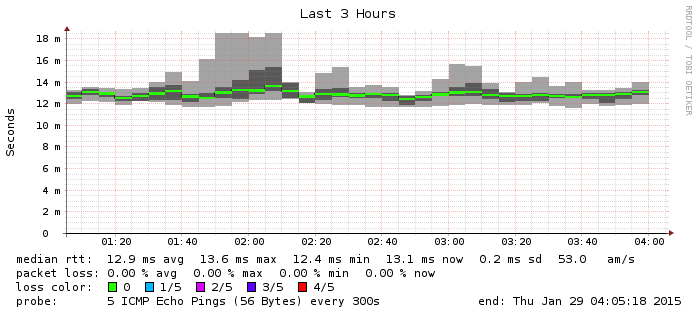 Last 3 Hours
RRDTOOL / TOBI OETIKER
Seconds
18 m
16 m
14 m
12 m
10 m
8 m
6 m
4 m
2 m
0
01:20 01:40 02:00 02:20 02:40 03:00 03:20 03:40 04:00
median rtt: 12.9 ms avg 13.6 ms max 12.4 ms min 13.1 ms now 0.2 ms sd 53.0 am/s
packet loss: 0.00 % avg 0.00 % max 0.00 % min 0.00 % now
loss color: 0 1/5 2/5 3/5 4/5
probe: 5 ICMP Echo Pings (56 Bytes) every 300s end: Thu Jan 29 04:05:18 2015